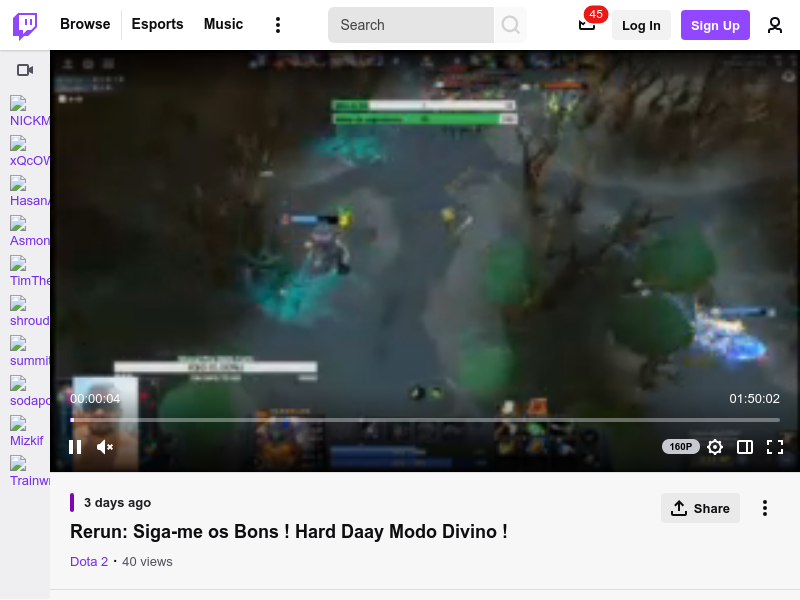 Browse
Esports
Music
Search
45
Log In
Sign Up
NICKM
xQcOW
HasanA
Asmon
TimThe
shroud
summit
sodapo
Mizkif
Trainw
00:00:04
01:50:02
160P
3 days ago
Share
Rerun: Siga-me os Bons ! Hard Daay Modo Divino !
Dota 2 · 40 views